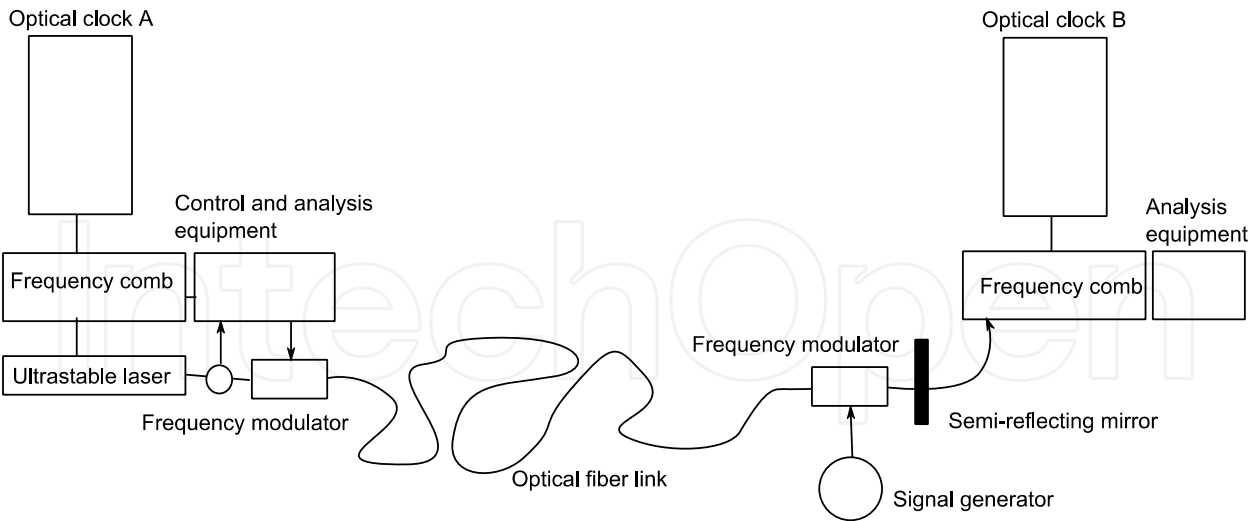 Optical clock A
Optical clock B
Control and analysis
equipment
Analysis
equipment
Frequency comb
Frequency comb
IntechOpen
Frequency modulator
Ultrastable laser
Frequency modulator
Semi-reflecting mirror
Optical fiber link
Signal generator